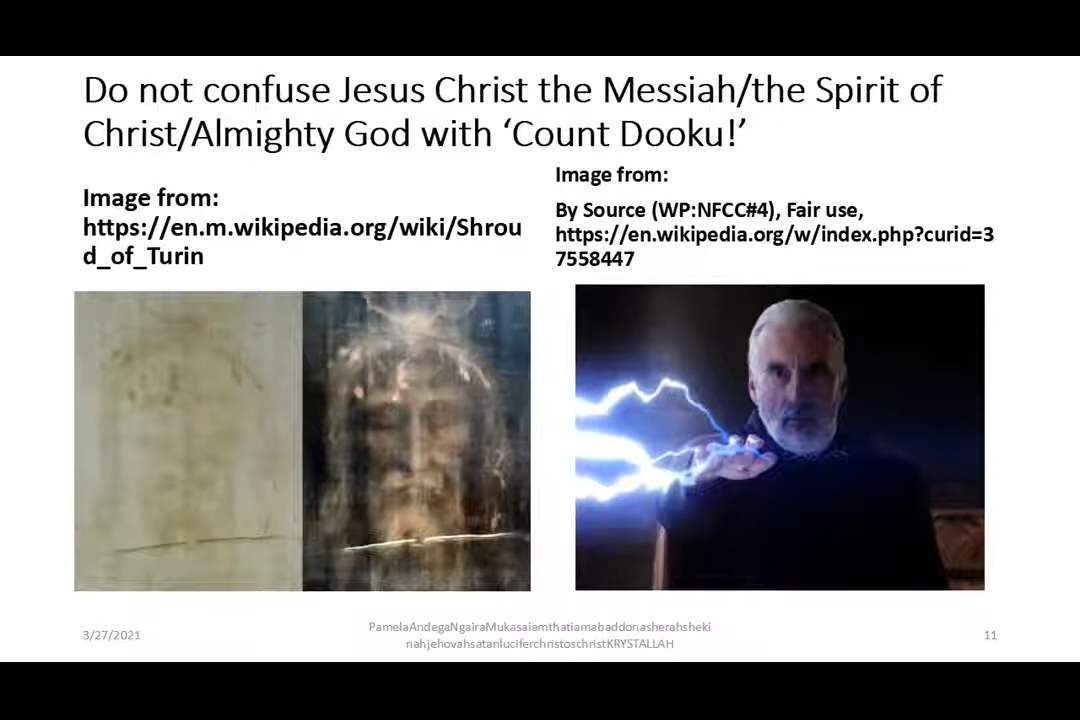 Do not confuse Jesus Christ the Messiah/the Spirit of
Christ/Almighty God with ‘Count Dooku!’
Image from:
https://en.m.wikipedia.org/wiki/Shrou
d_of_Turin
Image from:
By Source (WP:NFCC#4), Fair use,
https://en.wikipedia.org/w/index.php?curid=3
7558447
3/27/2021
PamelaAndegaNgairaMukasaiamthatiamabaddonasherahsheki
nahjehovahsatanluciferchristoschristKRYSTALLAH
11